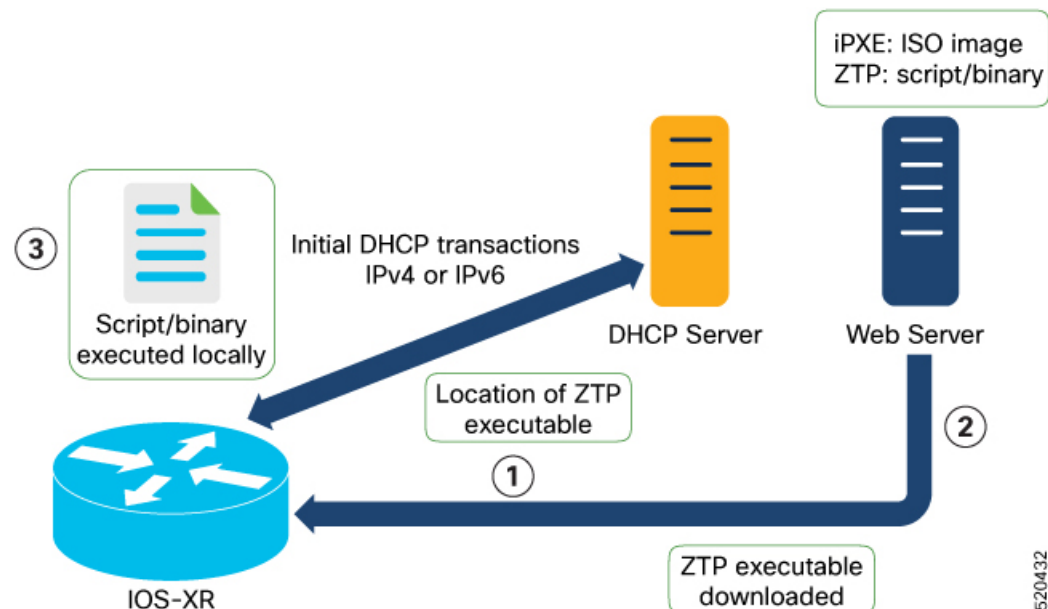 iPXE: ISO image
ZTP: script/binary
3
Script/binary
executed locally
Initial DHCP transactions
IPv4 or IPv6
DHCP Server
Web Server
Location of ZTP
executable
2
1
ZTP executable
downloaded
IOS-XR
520432